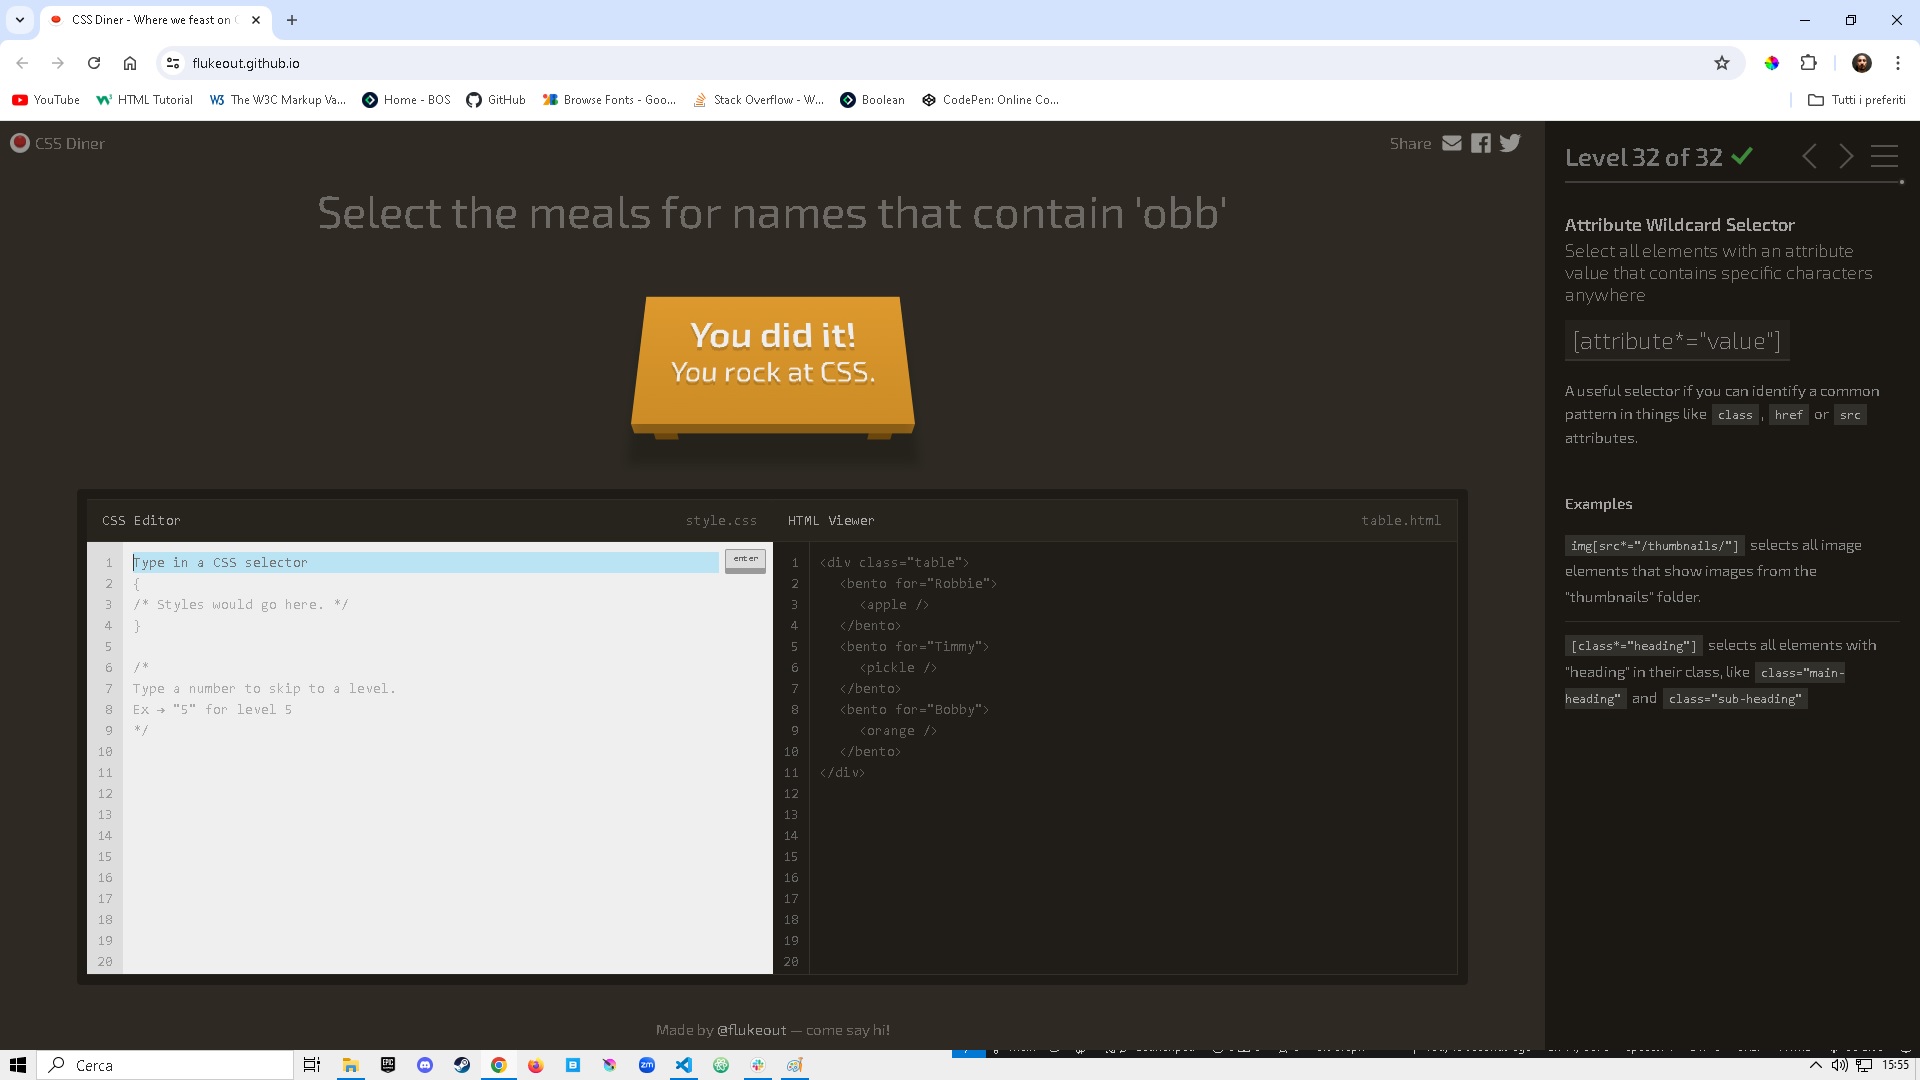 CSS Diner - Where we feast on
flukeout.github.io
YouTube
HTML Tutorial
The W3C Markup Va...
Home - BOS
GitHub
Browse Fonts - Goo...
Stack Overflow - W...
Boolean
CodePen: Online Co...
Tutti i preferiti
CSS Diner
Share
Select the meals for names that contain 'obb'
You did it!
You rock at CSS.
CSS Editor
style.css
1 Type in a CSS selector
enter
2 {
3 /* Styles would go here. */
4 }
5
6 /*
7 Type a number to skip to a level.
8 Ex → "5" for level 5
9 */
10
11
12
13
14
15
16
17
18
19
20
HTML Viewer
table.html
1 <div class="table">
2 <bento for="Robbie">
3 <apple />
4 </bento>
5 <bento for="Timmy">
6 <pickle />
7 </bento>
8 <bento for="Bobby">
9 <orange />
10 </bento>
11 </div>
12
13
14
15
16
17
18
19
20
Made by @flukeout — come say hi!
Level 32 of 32
Attribute Wildcard Selector
Select all elements with an attribute
value that contains specific characters
anywhere
[attribute*="value"]
A useful selector if you can identify a common
pattern in things like class , href or src
attributes.
Examples
img[src*="/thumbnails/"] selects all image
elements that show images from the
"thumbnails" folder.
[class*="heading"] selects all elements with
"heading" in their class, like class="main-
heading" and class="sub-heading"
Cerca
15:55